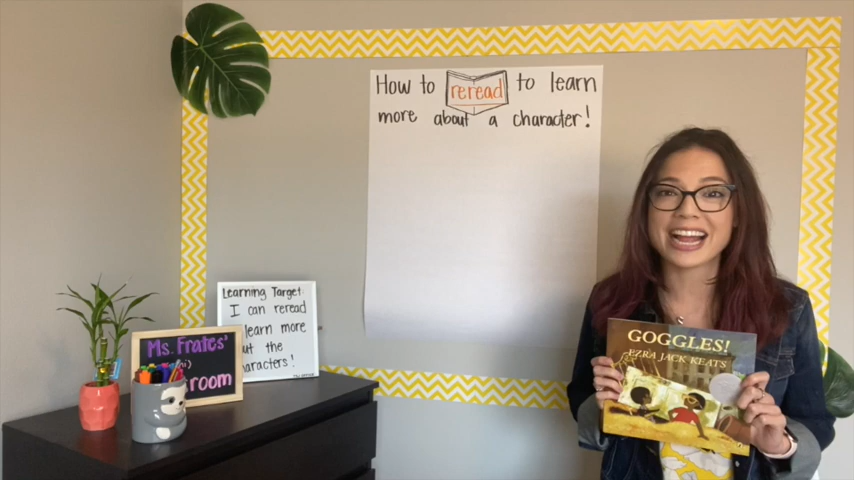 How to reread to learn
more about a character!
Learning Target:
I can reread
learn more
the
characters!
Ms. Frates'
room
GOGGLES!
EZRA JACK KEATS